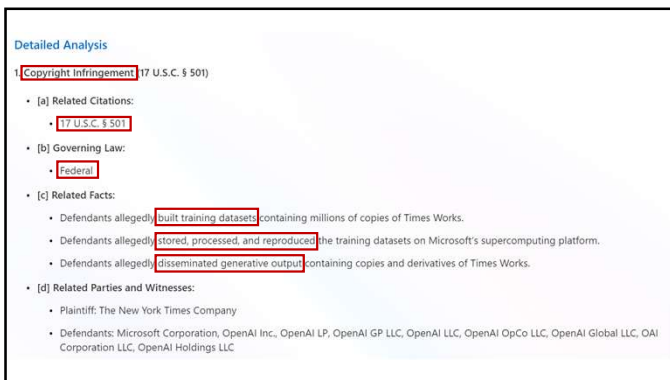 Detailed Analysis
1. Copyright Infringement (17 U.S.C. § 501)
• [a] Related Citations:
• 17 U.S.C. § 501
• [b] Governing Law:
• Federal
• [c] Related Facts:
• Defendants allegedly built training datasets containing millions of copies of Times Works.
• Defendants allegedly stored, processed, and reproduced the training datasets on Microsoft's supercomputing platform.
• Defendants allegedly disseminated generative output containing copies and derivatives of Times Works.
• [d] Related Parties and Witnesses:
• Plaintiff: The New York Times Company
• Defendants: Microsoft Corporation, OpenAI Inc., OpenAI LP, OpenAI GP LLC, OpenAI LLC, OpenAI OpCo LLC, OpenAI Global LLC, OAI
Corporation LLC, OpenAI Holdings LLC